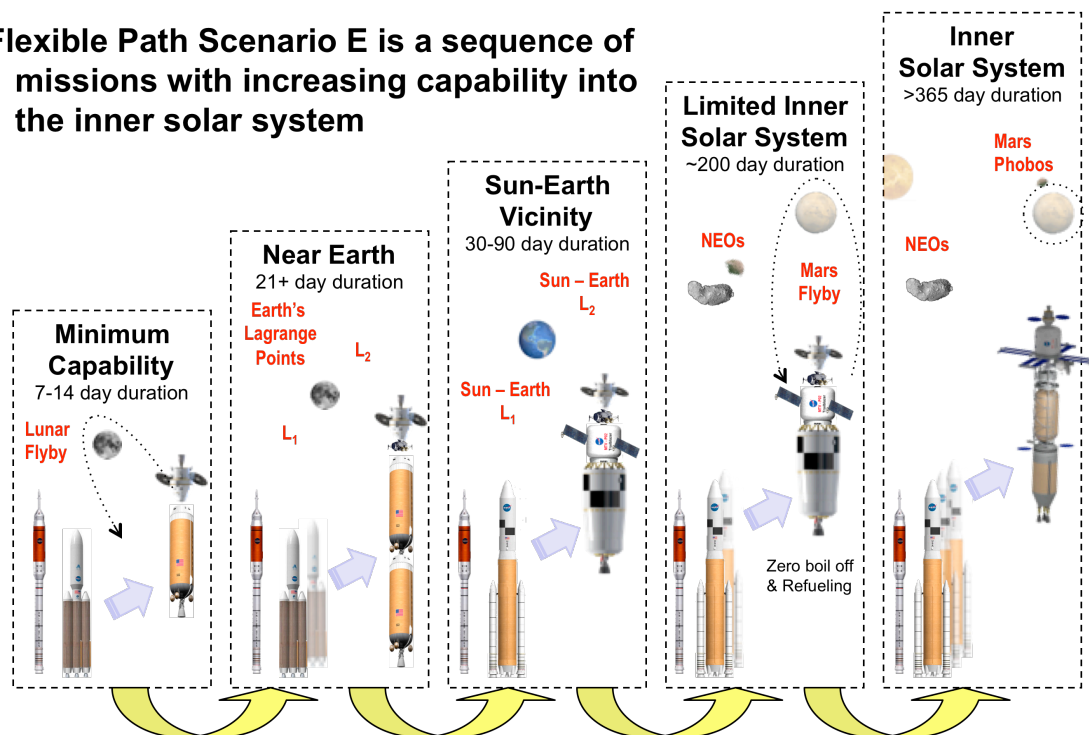 Flexible Path Scenario E is a sequence of
missions with increasing capability into
the inner solar system
Minimum
Capability
7-14 day duration
Lunar
Flyby
Near Earth
21+ day duration
Earth's
Lagrange
Points
L2
L1
Sun-Earth
Vicinity
30-90 day duration
Sun – Earth
L2
Sun – Earth
L1
Limited Inner
Solar System
~200 day duration
NEOs
Mars
Flyby
Zero boil off
& Refueling
Inner
Solar System
>365 day duration
Mars
Phobos
NEOs